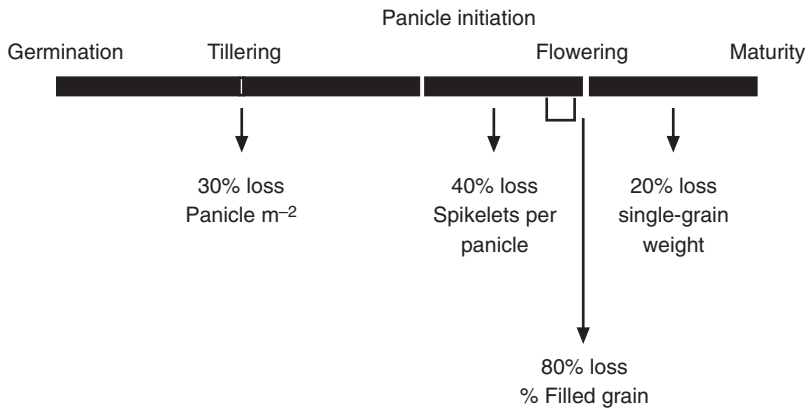 Panicle initiation
Germination Tillering Flowering Maturity
30% loss
Panicle m⁻²
40% loss
Spikelets per
panicle
20% loss
single-grain
weight
80% loss
% Filled grain